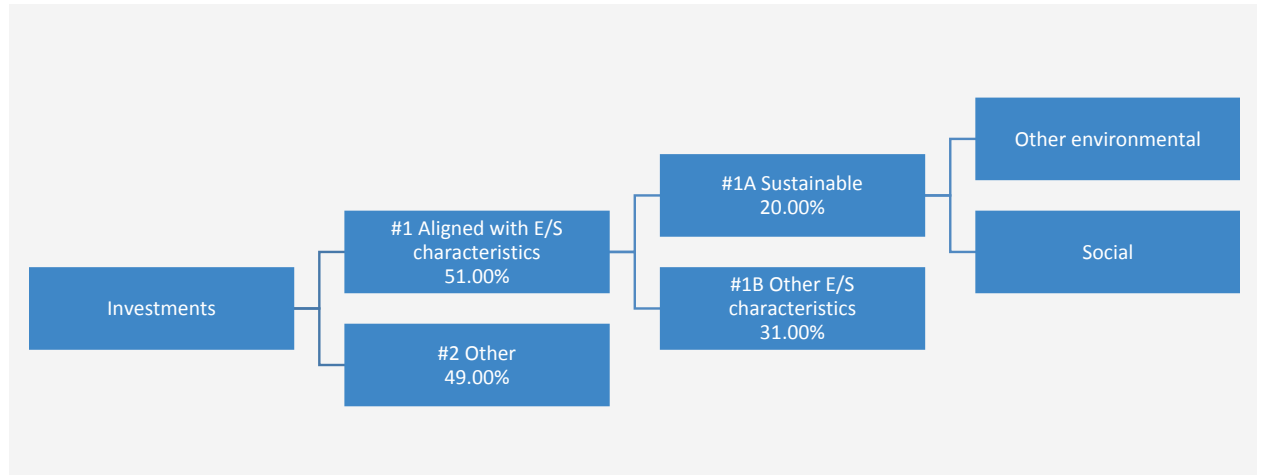 Investments
#1 Aligned with E/S
characteristics
51.00%
#2 Other
49.00%
#1A Sustainable
20.00%
#1B Other E/S
characteristics
31.00%
Other environmental
Social